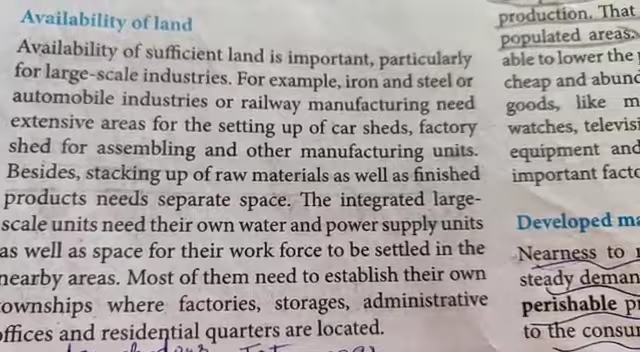 Availability of land
Availability of sufficient land is important, particularly
for large-scale industries. For example, iron and steel or
automobile industries or railway manufacturing need
extensive areas for the setting up of car sheds, factory
shed for assembling and other manufacturing units.
Besides, stacking up of raw materials as well as finished
products needs separate space. The integrated large-
scale units need their own water and power supply units
as well as space for their work force to be settled in the
nearby areas. Most of them need to establish their own
townships where factories, storages, administrative
offices and residential quarters are located.
production. That
populated areas.
able to lower the
cheap and abund
goods, like m
watches, televisi
equipment and
important facto
Developed ma
Nearness to
steady deman
perishable p
to the consu